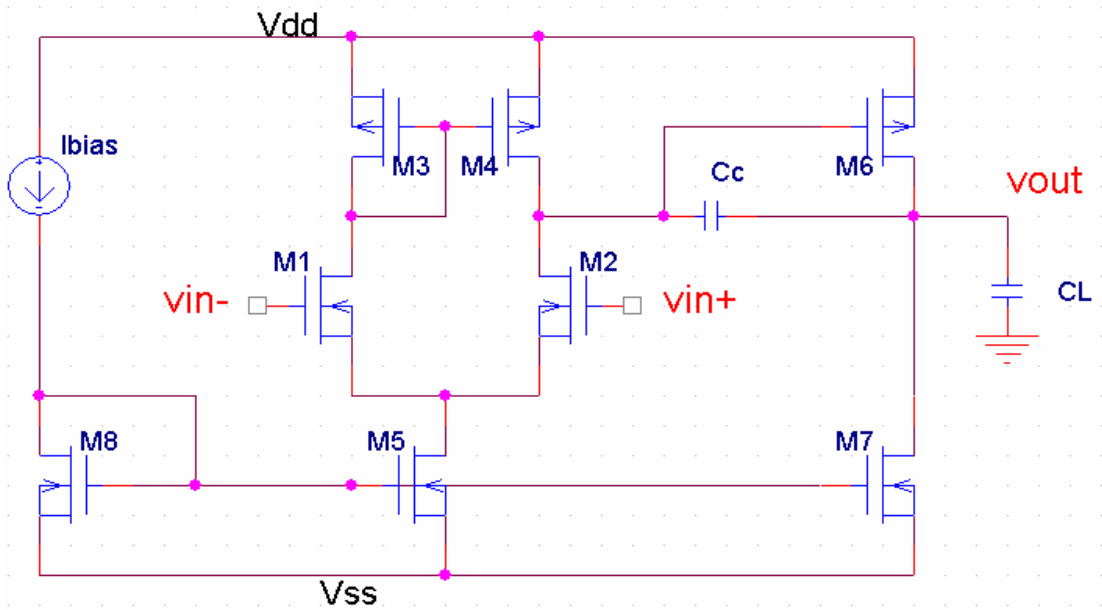 Vdd
Ibias
M3
M4
M6
Cc
vout
M1
M2
vin-
vin+
CL
M8
M5
M7
Vss